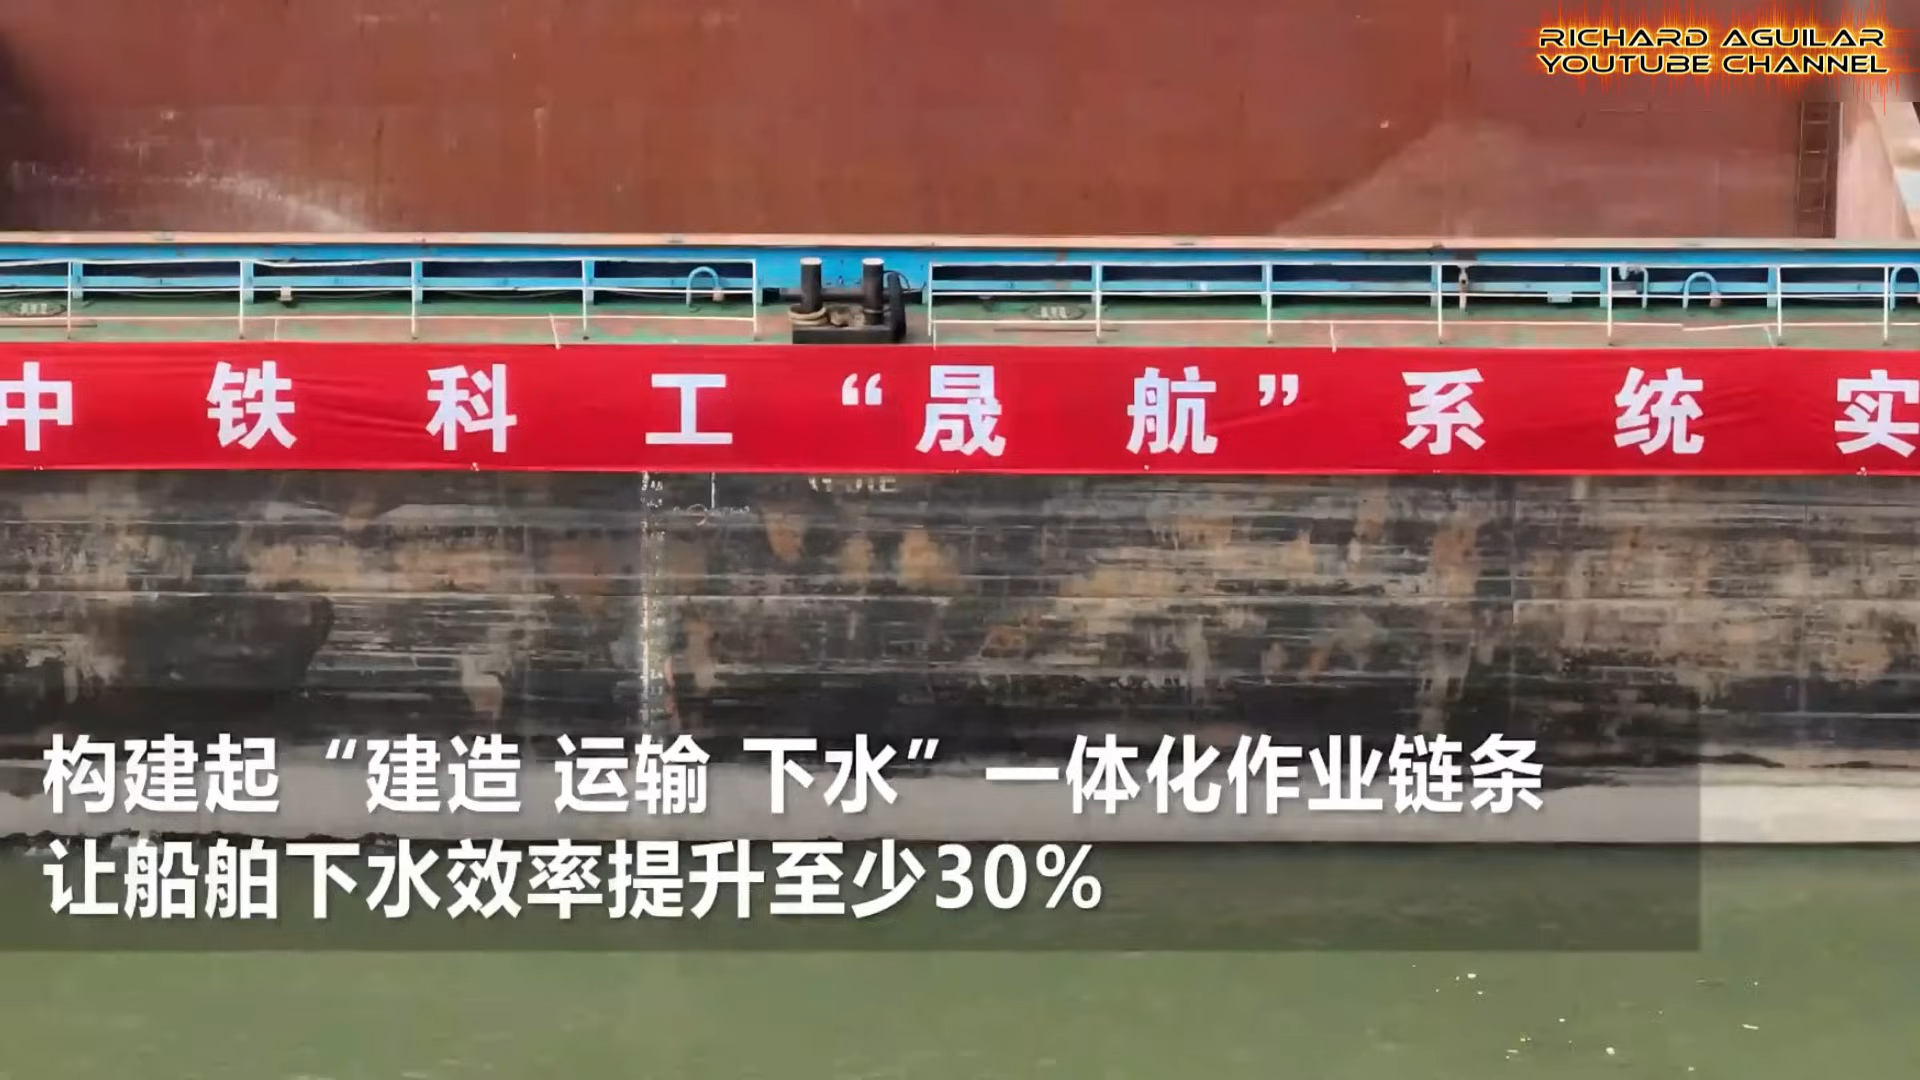 RICHARD AGUILAR
YOUTUBE CHANNEL
中铁科工“晟航”系统实
构建起“建造 运输 下水”一体化作业链条
让船舶下水效率提升至少30%